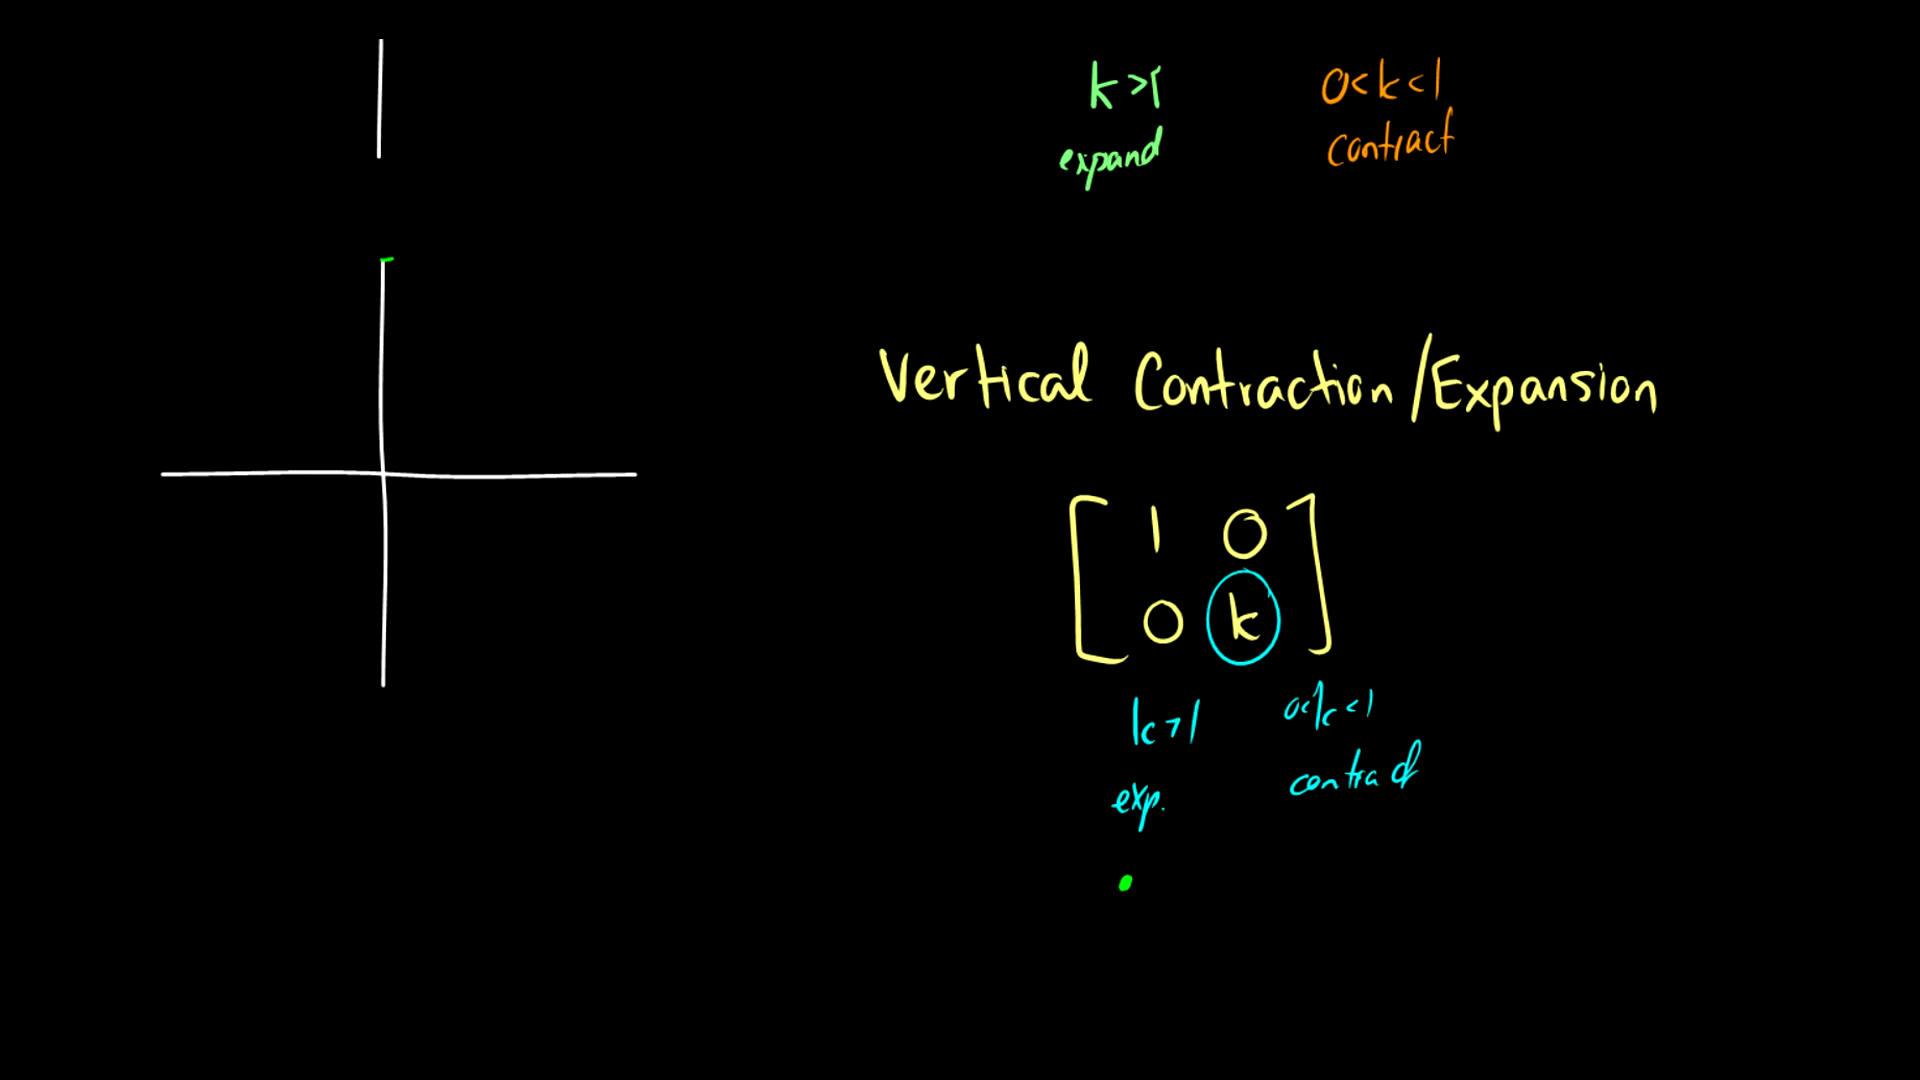 k>1 0<k<1
expand contract
Vertical Contraction/Expansion
1 0
0 k
k>1 0<k<1
exp. contract